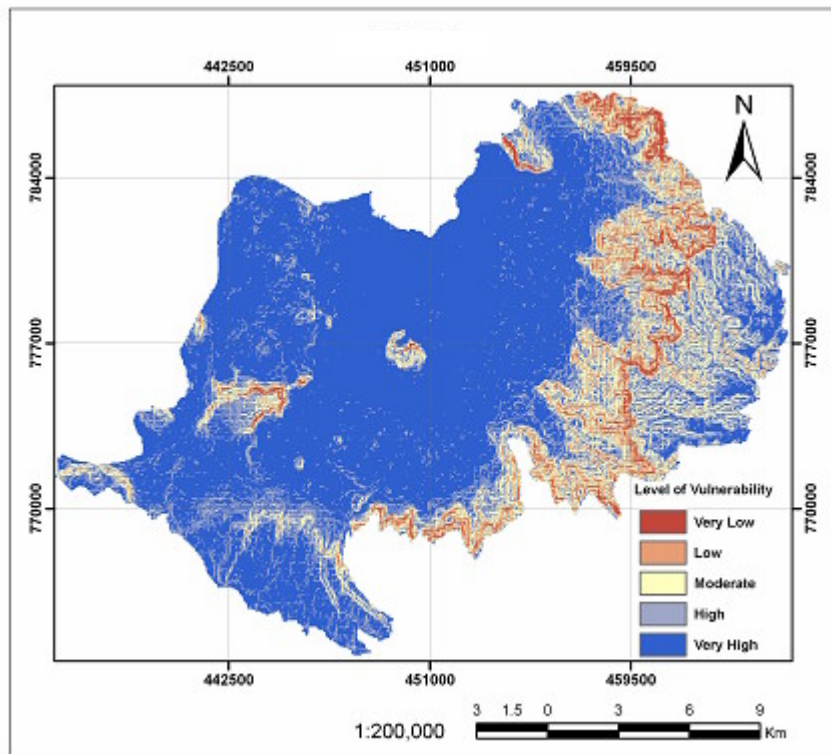 442500 451000 459500
N
784000 784000
777000 777000
770000 770000
Level of Vulnerability
Very Low
Low
Moderate
High
Very High
442500 451000 459500
3 1.5 0 3 6 9
1:200,000 Km